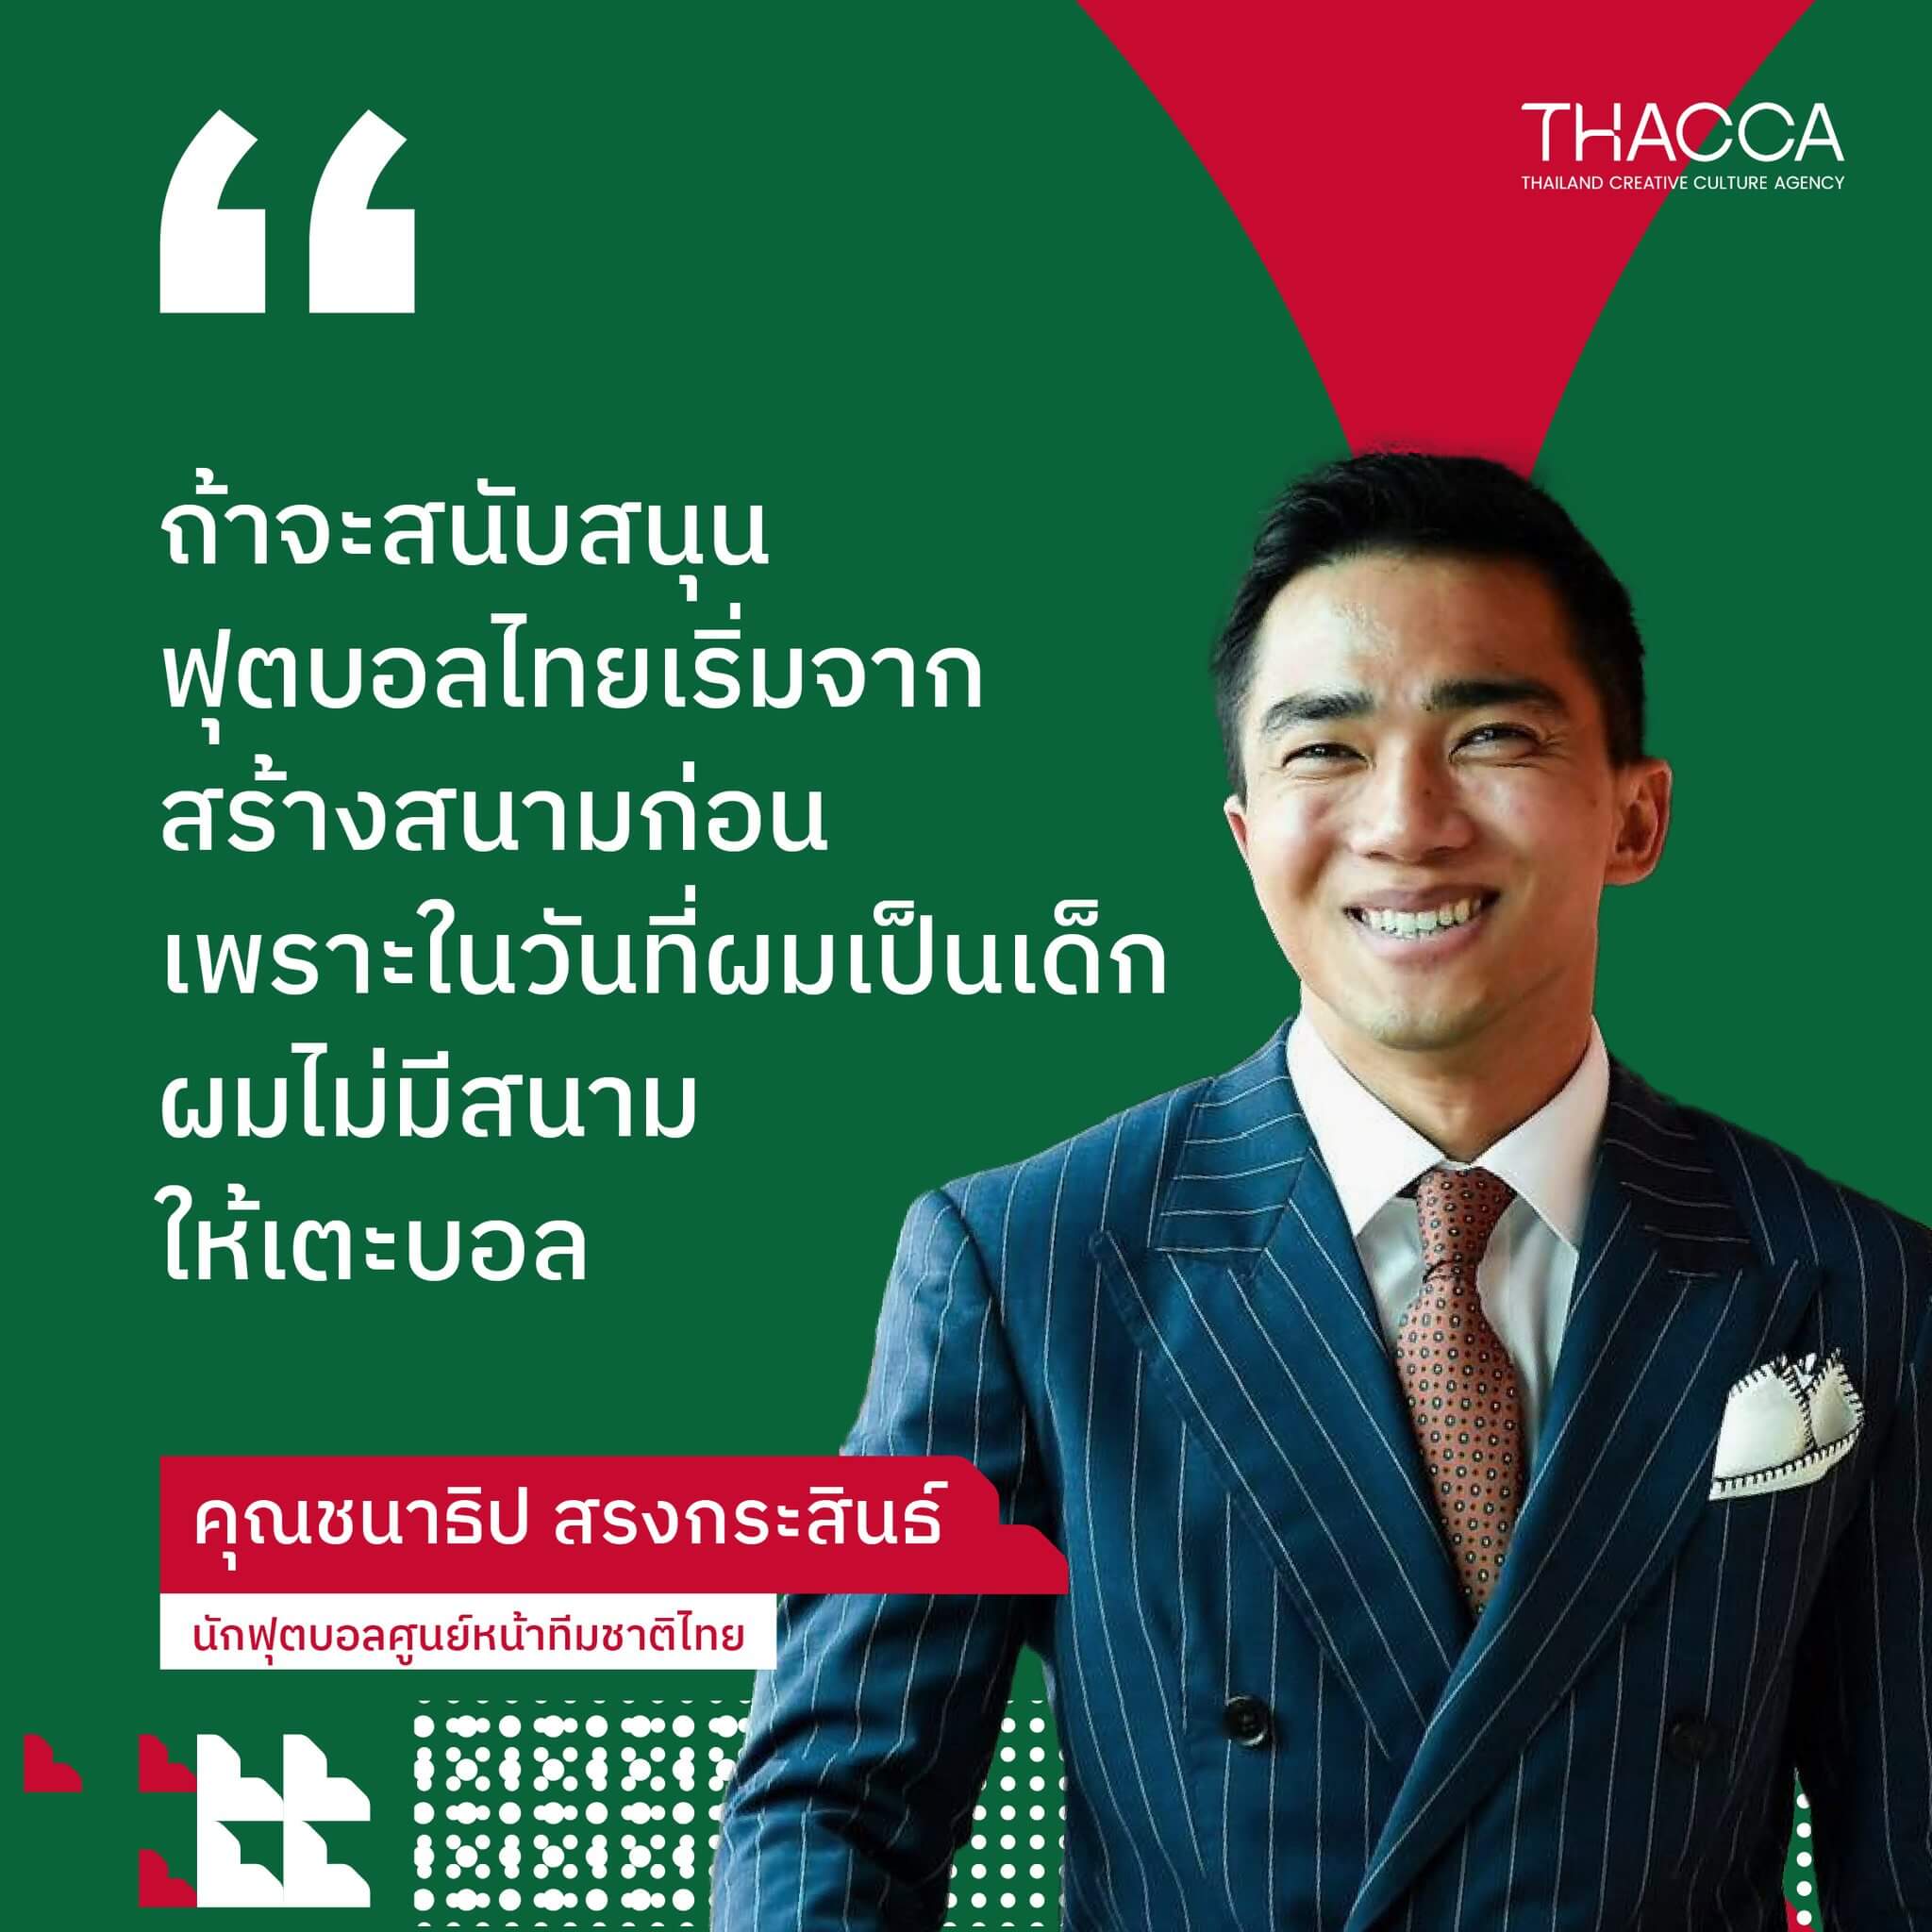 THACCA
THAILAND CREATIVE CULTURE AGENCY
“
ถ้าจะสนับสนุน
ฟุตบอลไทยเริ่มจาก
สร้างสนามก่อน
เพราะในวันที่ผมเป็นเด็ก
ผมไม่มีสนาม
ให้เตะบอล
คุณชนาธิป สรงกระสินธ์
นักฟุตบอลศูนย์หน้าทีมชาติไทย